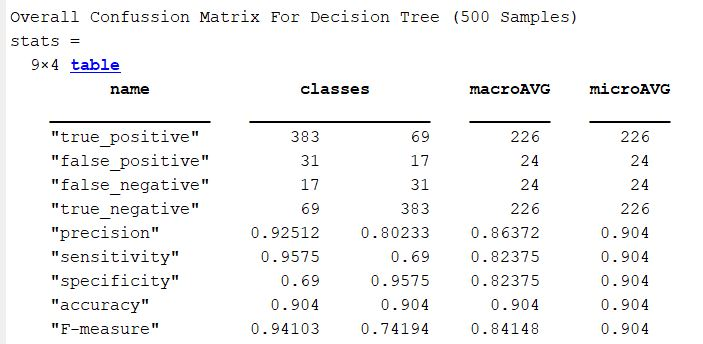 Overall Confussion Matrix For Decision Tree (500 Samples)
stats =
9×4 table
name classes macroAVG microAVG
"true_positive" 383 69 226 226
"false_positive" 31 17 24 24
"false_negative" 17 31 24 24
"true_negative" 69 383 226 226
"precision" 0.92512 0.80233 0.86372 0.904
"sensitivity" 0.9575 0.69 0.82375 0.904
"specificity" 0.69 0.9575 0.82375 0.904
"accuracy" 0.904 0.904 0.904 0.904
"F-measure" 0.94103 0.74194 0.84148 0.904